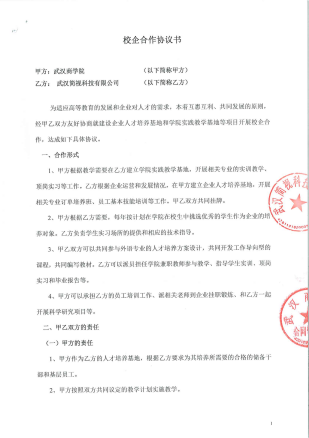 校企合作协议书
甲方：武汉商学院 （以下简称甲方）
乙方：武汉简视科技有限公司 （以下简称乙方）
为适应高等教育的发展和企业对人才的需求，本着互惠互利、共同发展的原则，
经甲乙双方友好协商就建设企业人才培养基地和学院实践教学基地等项目开展校企合
作，达成如下具体协议。
一、合作形式
1、甲方根据教学需要在乙方建立学院实践教学基地，开展相关专业的实训教学、
顶岗实习等工作。乙方根据企业运营和发展情况，在甲方建立企业人才培养基地，开展
相关专业订单培养班、员工基本技能培训等工作。甲乙双方共同挂牌。
2、甲方根据乙方需要，每年按计划在学院在校生中挑选优秀的学生作为企业的培
养对象，乙方负责学生实习场所的提供和相应的技术指导。
3、甲乙双方可以共同参与外语专业的人才培养方案设计，共同开发工作导向型的
课程，共同编写教材，乙方可以派员担任学院兼职教师参与教学、指导学生实训、顶岗
实习和毕业报告等。
4、甲方可以承担乙方的员工培训工作、派相关老师到企业挂职锻炼、和乙方一起
开展科学研究项目等。
二、甲乙双方的责任
（一）甲方的责任
1、甲方作为乙方的人才培养基地，根据乙方要求为其培养所需要的合格的储备干
部和基层员工。
2、甲方按照双方共同议定的教学计划实施教学。
1